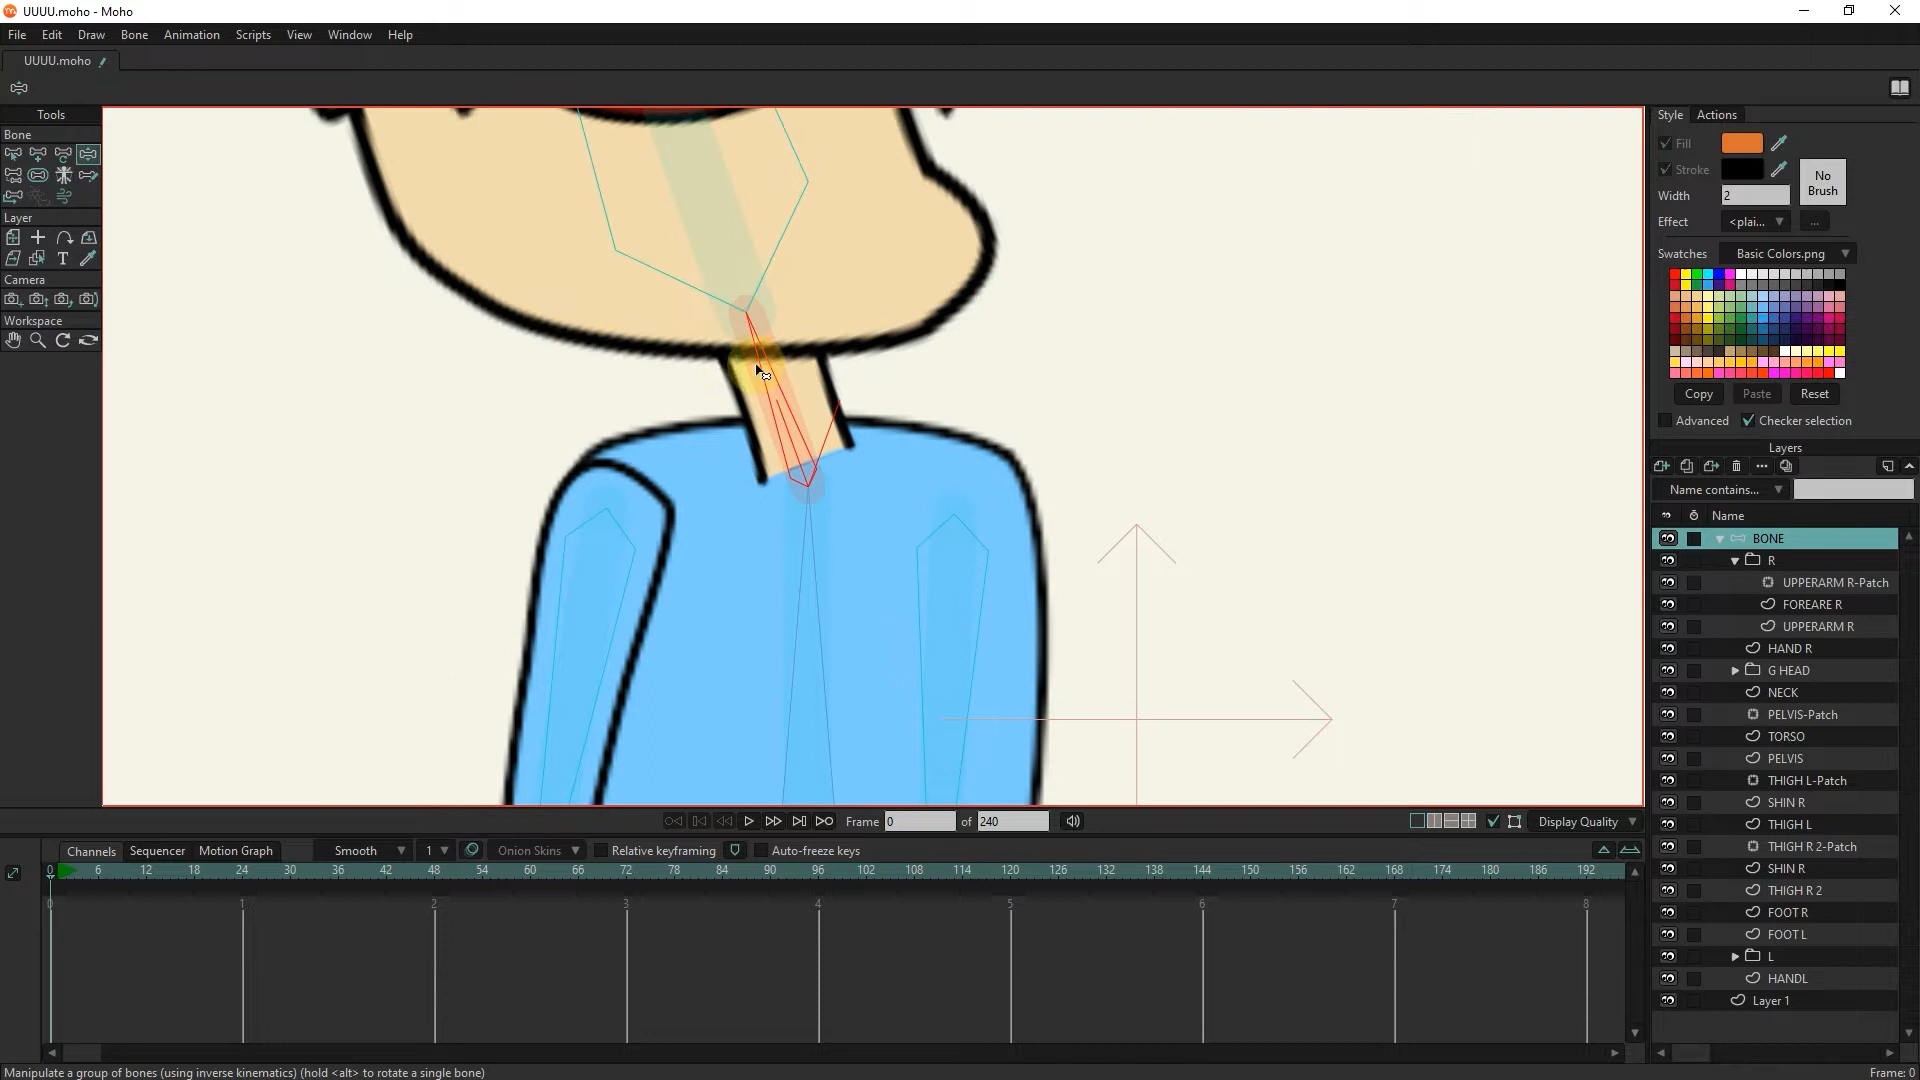 UUUU.moho - Moho
File Edit Draw Bone Animation Scripts View Window Help
UUUU.moho
Tools
Bone
Layer
Camera
Workspace
Style Actions
Fill
Stroke
No Brush
Width 2
Effect <plai... ...
Swatches Basic Colors.png
Copy Paste Reset
Advanced Checker selection
Layers
Name contains...
Name
BONE
R
UPPERARM R-Patch
FOREARE R
UPPERARM R
HAND R
G HEAD
NECK
PELVIS-Patch
TORSO
PELVIS
THIGH L-Patch
SHIN R
THIGH L
THIGH R 2-Patch
SHIN R
THIGH R 2
FOOT R
FOOT L
L
HANDL
Layer 1
Frame 0 of 240 Display Quality
Channels Sequencer Motion Graph Smooth 1 Onion Skins Relative keyframing Auto-freeze keys
0 6 12 18 24 30 36 42 48 54 60 66 72 78 84 90 96 102 108 114 120 126 132 138 144 150 156 162 168 174 180 186 192
0 1 2 3 4 5 6 7 8
Manipulate a group of bones (using inverse kinematics) (hold <alt> to rotate a single bone) Frame: 0